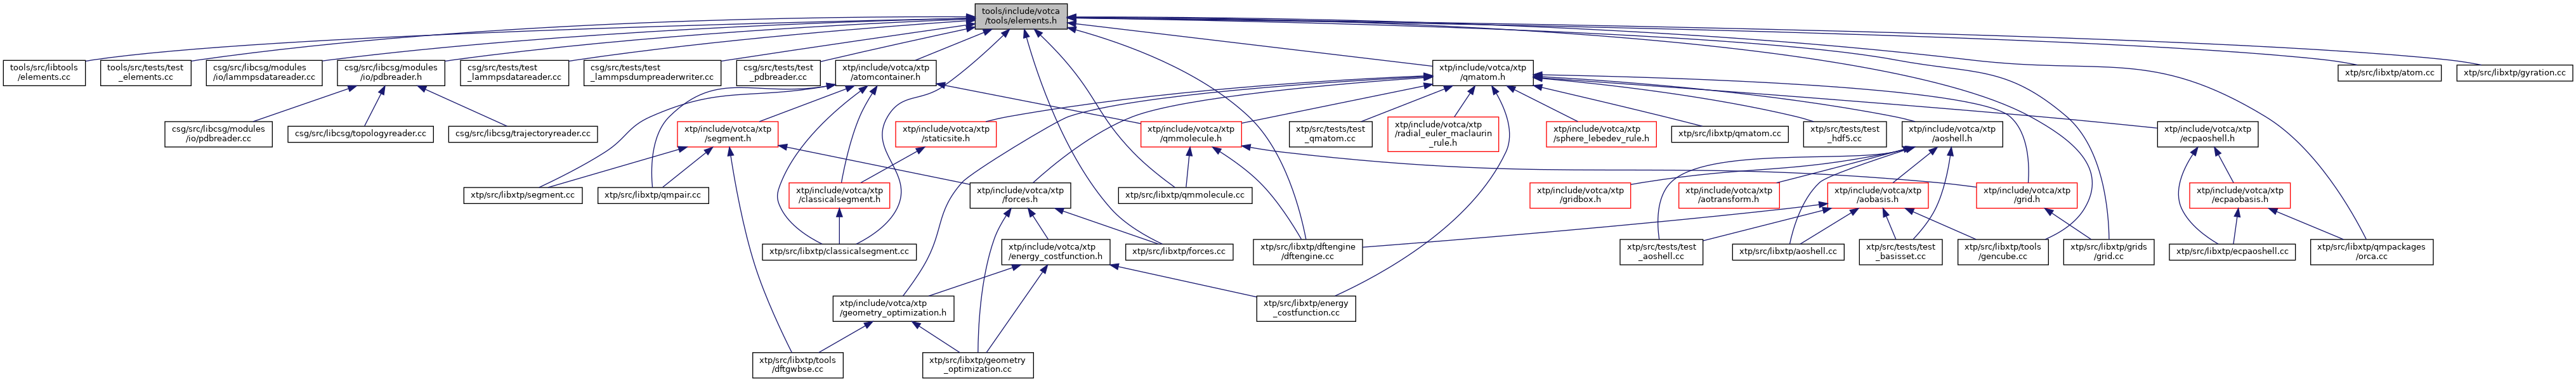 tools/include/votca
/tools/elements.h
tools/src/libtools
/elements.cc
tools/src/tests/test
_elements.cc
csg/src/libcsg/modules
/io/lammpsdatareader.cc
csg/src/libcsg/modules
/io/pdbreader.h
csg/src/tests/test
_lammpsdatareader.cc
csg/src/tests/test
_lammpsdumpreaderwriter.cc
csg/src/tests/test
_pdbreader.cc
xtp/include/votca/xtp
/atomcontainer.h
xtp/include/votca/xtp
/qmatom.h
xtp/src/libxtp/atom.cc
xtp/src/libxtp/gyration.cc
csg/src/libcsg/modules
/io/pdbreader.cc
csg/src/libcsg/topologyreader.cc
csg/src/libcsg/trajectoryreader.cc
xtp/include/votca/xtp
/segment.h
xtp/include/votca/xtp
/staticsite.h
xtp/include/votca/xtp
/qmmolecule.h
xtp/src/tests/test
_qmatom.cc
xtp/include/votca/xtp
/radial_euler_maclaurin
_rule.h
xtp/include/votca/xtp
/sphere_lebedev_rule.h
xtp/src/libxtp/qmatom.cc
xtp/src/tests/test
_hdf5.cc
xtp/include/votca/xtp
/aoshell.h
xtp/include/votca/xtp
/ecpaoshell.h
xtp/src/libxtp/segment.cc
xtp/src/libxtp/qmpair.cc
xtp/include/votca/xtp
/classicalsegment.h
xtp/include/votca/xtp
/forces.h
xtp/src/libxtp/qmmolecule.cc
xtp/include/votca/xtp
/gridbox.h
xtp/include/votca/xtp
/aotransform.h
xtp/include/votca/xtp
/aobasis.h
xtp/include/votca/xtp
/grid.h
xtp/include/votca/xtp
/ecpaobasis.h
xtp/src/libxtp/classicalsegment.cc
xtp/include/votca/xtp
/energy_costfunction.h
xtp/src/libxtp/forces.cc
xtp/src/libxtp/dftengine
/dftengine.cc
xtp/src/tests/test
_aoshell.cc
xtp/src/libxtp/aoshell.cc
xtp/src/tests/test
_basisset.cc
xtp/src/libxtp/tools
/gencube.cc
xtp/src/libxtp/grids
/grid.cc
xtp/src/libxtp/ecpaoshell.cc
xtp/src/libxtp/qmpackages
/orca.cc
xtp/include/votca/xtp
/geometry_optimization.h
xtp/src/libxtp/energy
_costfunction.cc
xtp/src/libxtp/tools
/dftgwbse.cc
xtp/src/libxtp/geometry
_optimization.cc